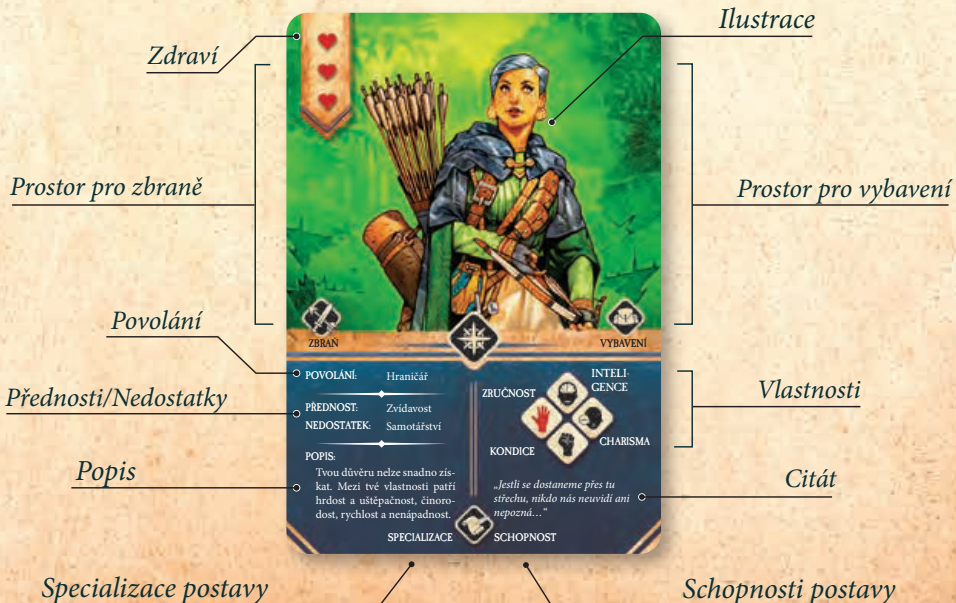 Zdraví
Ilustrace
Prostor pro zbraně
Prostor pro vybavení
ZBRAŇ
VYBAVENÍ
Povolání
POVOLÁNÍ: Hraničář
Přednosti/Nedostatky
PŘEDNOST: Zvídavost
NEDOSTATEK: Samotářství
INTELI-
GENCE
ZRUČNOST
CHARISMA
KONDICE
Vlastnosti
Popis
POPIS:
Tvou důvěru nelze snadno zís-
kat. Mezi tvé vlastnosti patří
hrdost a uštěpačnost, činoro-
dost, rychlost a nenápadnost.
„Jestli se dostaneme přes tu
střechu, nikdo nás neuvidí ani
nepozná…“
Citát
SPECIALIZACE
SCHOPNOST
Specializace postavy
Schopnosti postavy